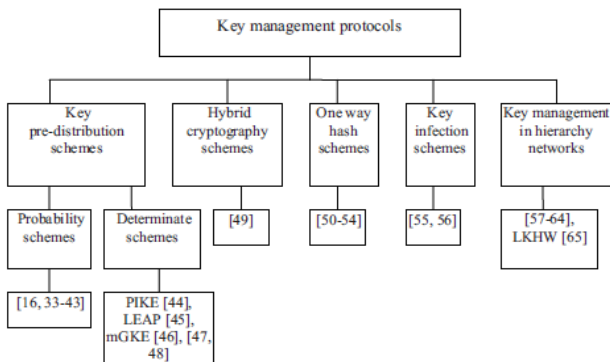 Key management protocols
Key
pre-distribution
schemes
Hybrid
cryptography
schemes
One way
hash
schemes
Key
infection
schemes
Key management
in hierarchy
networks
Probability
schemes
Determinate
schemes
[49]
[50-54]
[55, 56]
[57-64],
LKHW [65]
[16, 33-43]
PIKE [44],
LEAP [45],
mGKE [46], [47,
48]